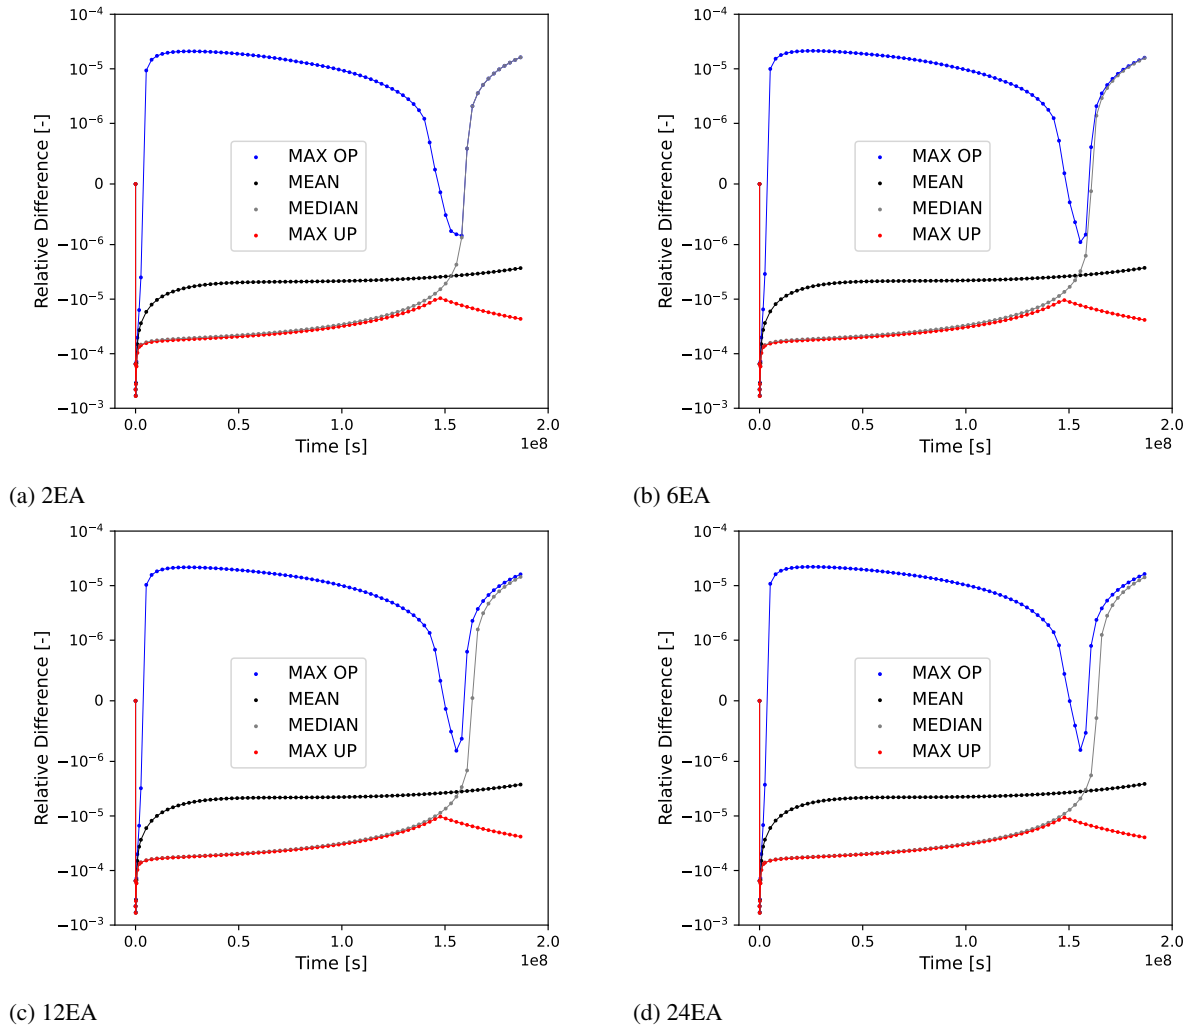 10⁻⁴
10⁻⁵
10⁻⁶
0
−10⁻⁶
−10⁻⁵
−10⁻⁴
−10⁻³
Relative Difference [-]
MAX OP
MEAN
MEDIAN
MAX UP
0.0 0.5 1.0 1.5 2.0
Time [s] 1e8
(a) 2EA
10⁻⁴
10⁻⁵
10⁻⁶
0
−10⁻⁶
−10⁻⁵
−10⁻⁴
−10⁻³
Relative Difference [-]
MAX OP
MEAN
MEDIAN
MAX UP
0.0 0.5 1.0 1.5 2.0
Time [s] 1e8
(b) 6EA
10⁻⁴
10⁻⁵
10⁻⁶
0
−10⁻⁶
−10⁻⁵
−10⁻⁴
−10⁻³
Relative Difference [-]
MAX OP
MEAN
MEDIAN
MAX UP
0.0 0.5 1.0 1.5 2.0
Time [s] 1e8
(c) 12EA
10⁻⁴
10⁻⁵
10⁻⁶
0
−10⁻⁶
−10⁻⁵
−10⁻⁴
−10⁻³
Relative Difference [-]
MAX OP
MEAN
MEDIAN
MAX UP
0.0 0.5 1.0 1.5 2.0
Time [s] 1e8
(d) 24EA